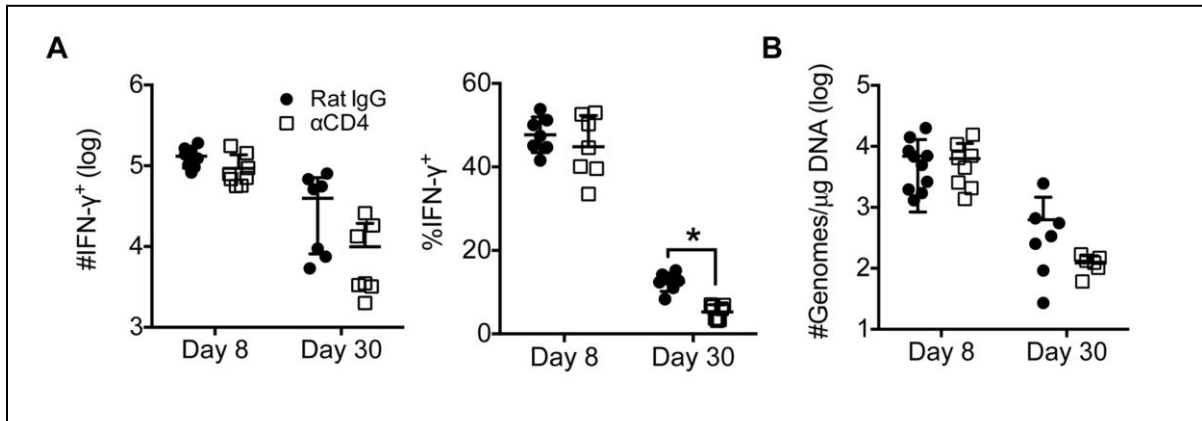 A
#IFN-γ⁺ (log)
6
5
4
3
Rat IgG
αCD4
Day 8
Day 30
%IFN-γ⁺
60
40
20
0
*
Day 8
Day 30
B
#Genomes/μg DNA (log)
5
4
3
2
1
Day 8
Day 30